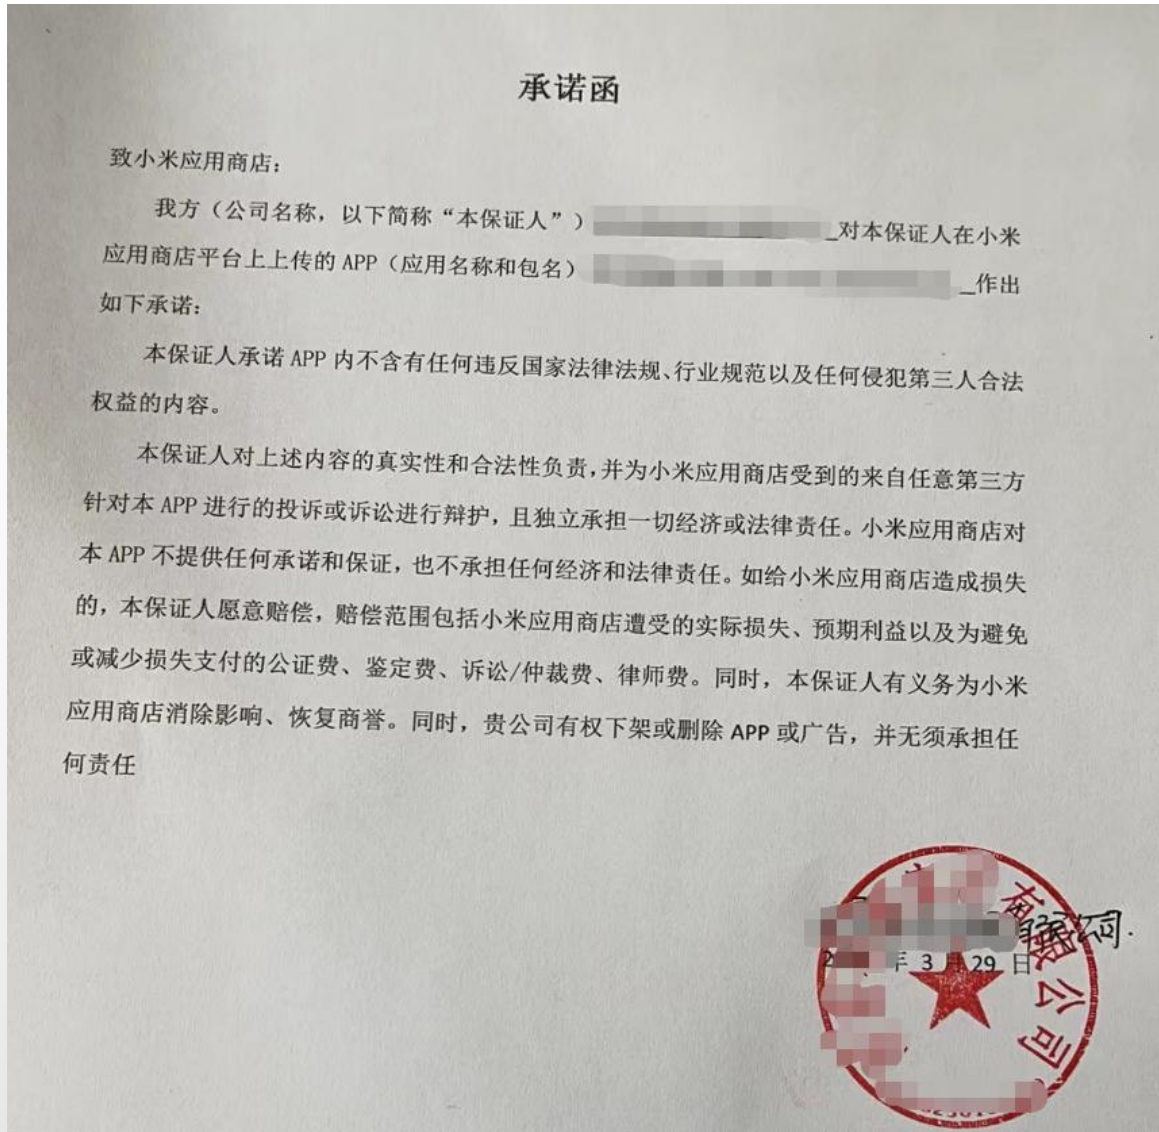 承诺函
致小米应用商店：
我方（公司名称，以下简称“本保证人”）_对本保证人在小米
应用商店平台上上传的 APP（应用名称和包名）_作出
如下承诺：
本保证人承诺 APP 内不含有任何违反国家法律法规、行业规范以及任何侵犯第三人合法
权益的内容。
本保证人对上述内容的真实性和合法性负责，并为小米应用商店受到的来自任意第三方
针对本 APP 进行的投诉或诉讼进行辩护，且独立承担一切经济或法律责任。小米应用商店对
本 APP 不提供任何承诺和保证，也不承担任何经济和法律责任。如给小米应用商店造成损失
的，本保证人愿意赔偿，赔偿范围包括小米应用商店遭受的实际损失、预期利益以及为避免
或减少损失支付的公证费、鉴定费、诉讼/仲裁费、律师费。同时，本保证人有义务为小米
应用商店消除影响、恢复商誉。同时，贵公司有权下架或删除 APP 或广告，并无须承担任
何责任
有限公司.
2 年 3 月 29 日
有限公司